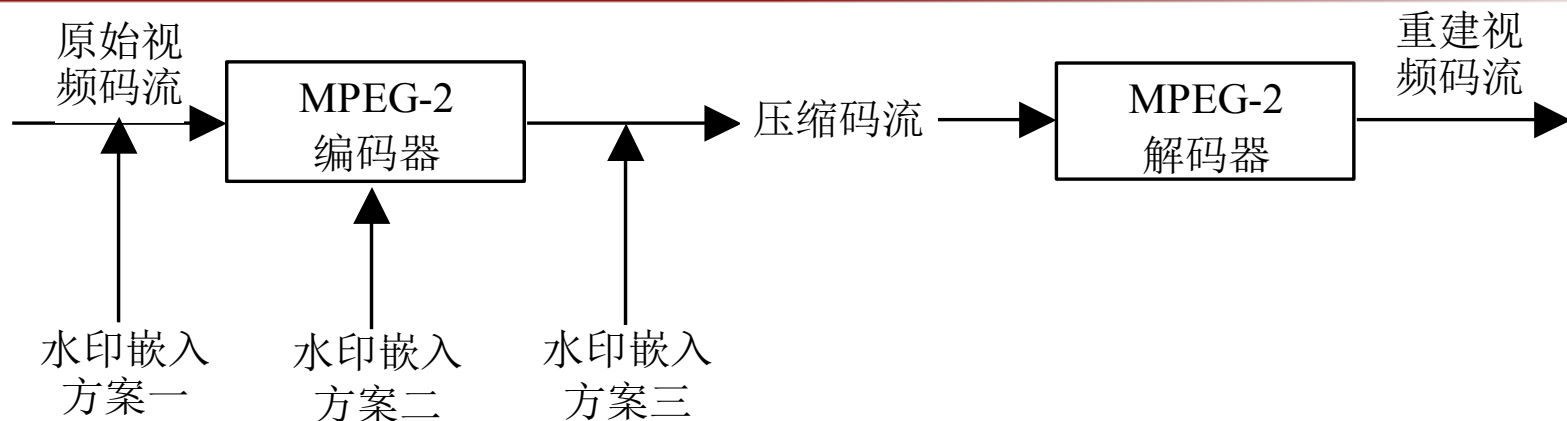 原始视
频码流
MPEG-2
编码器
压缩码流
MPEG-2
解码器
重建视
频码流
水印嵌入
方案一
水印嵌入
方案二
水印嵌入
方案三